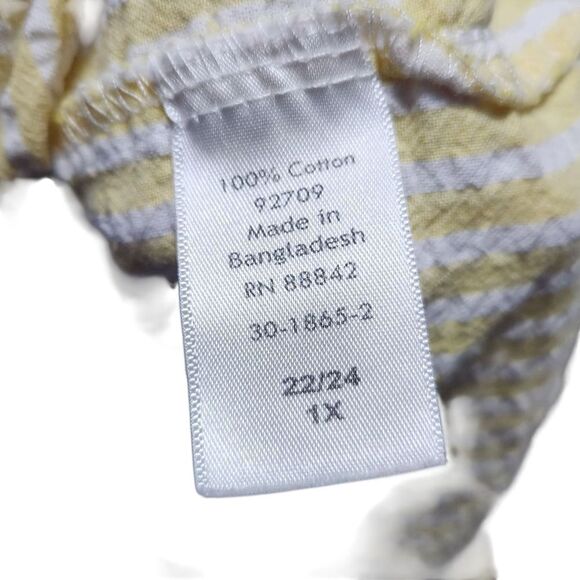 100% Cotton
92709
Made in
Bangladesh
RN 88842
30-1865-2
22/24
1X